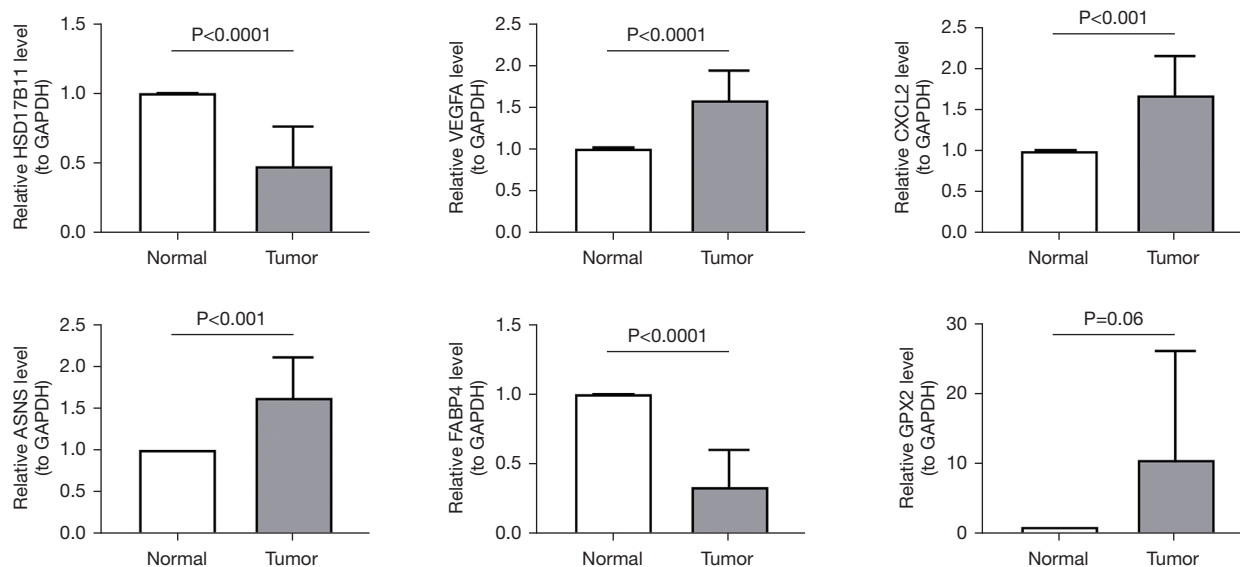 Relative HSD17B11 level
(to GAPDH)
1.5
1.0
0.5
0.0
P<0.0001
Normal
Tumor
Relative VEGFA level
(to GAPDH)
2.5
2.0
1.5
1.0
0.5
0.0
P<0.0001
Normal
Tumor
Relative CXCL2 level
(to GAPDH)
2.5
2.0
1.5
1.0
0.5
0.0
P<0.001
Normal
Tumor
Relative ASNS level
(to GAPDH)
2.5
2.0
1.5
1.0
0.5
0.0
P<0.001
Normal
Tumor
Relative FABP4 level
(to GAPDH)
1.5
1.0
0.5
0.0
P<0.0001
Normal
Tumor
Relative GPX2 level
(to GAPDH)
30
20
10
0
P=0.06
Normal
Tumor